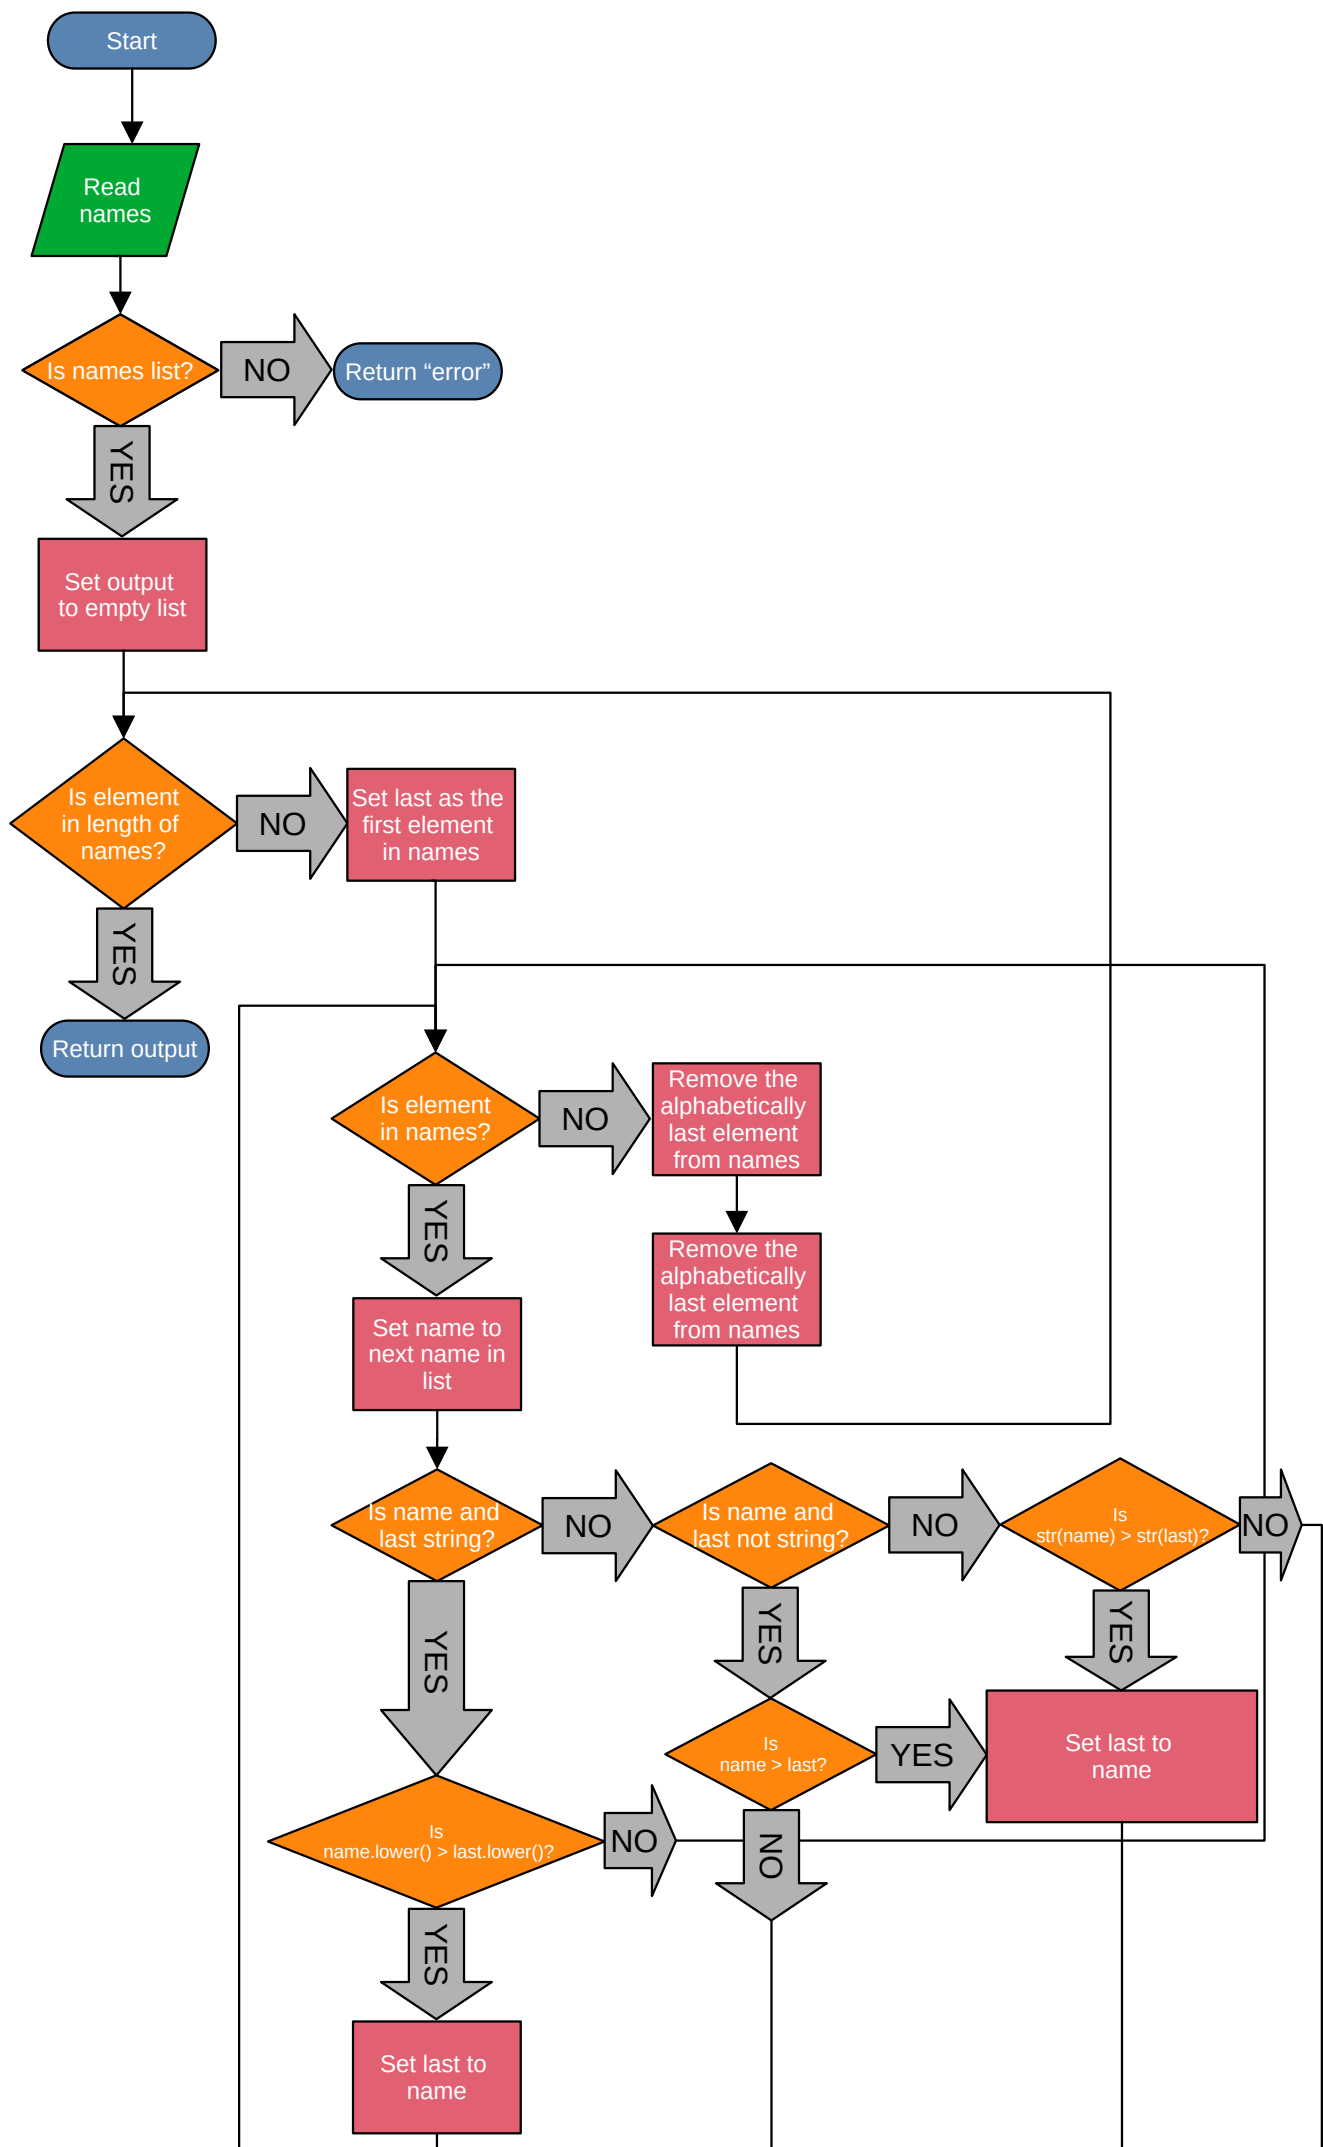 Start
Read
names
Is names list?
NO
Return “error”
YES
Set output
to empty list
Is element
in length of
names?
NO
Set last as the
first element
in names
YES
Return output
Is element
in names?
NO
Remove the
alphabetically
last element
from names
YES
Remove the
alphabetically
last element
from names
Set name to
next name in
list
Is name and
last string?
NO
Is name and
last not string?
NO
Is
str(name) > str(last)?
NO
YES
YES
YES
Is
name > last?
YES
Set last to
name
Is
name.lower() > last.lower()?
NO
NO
YES
Set last to
name